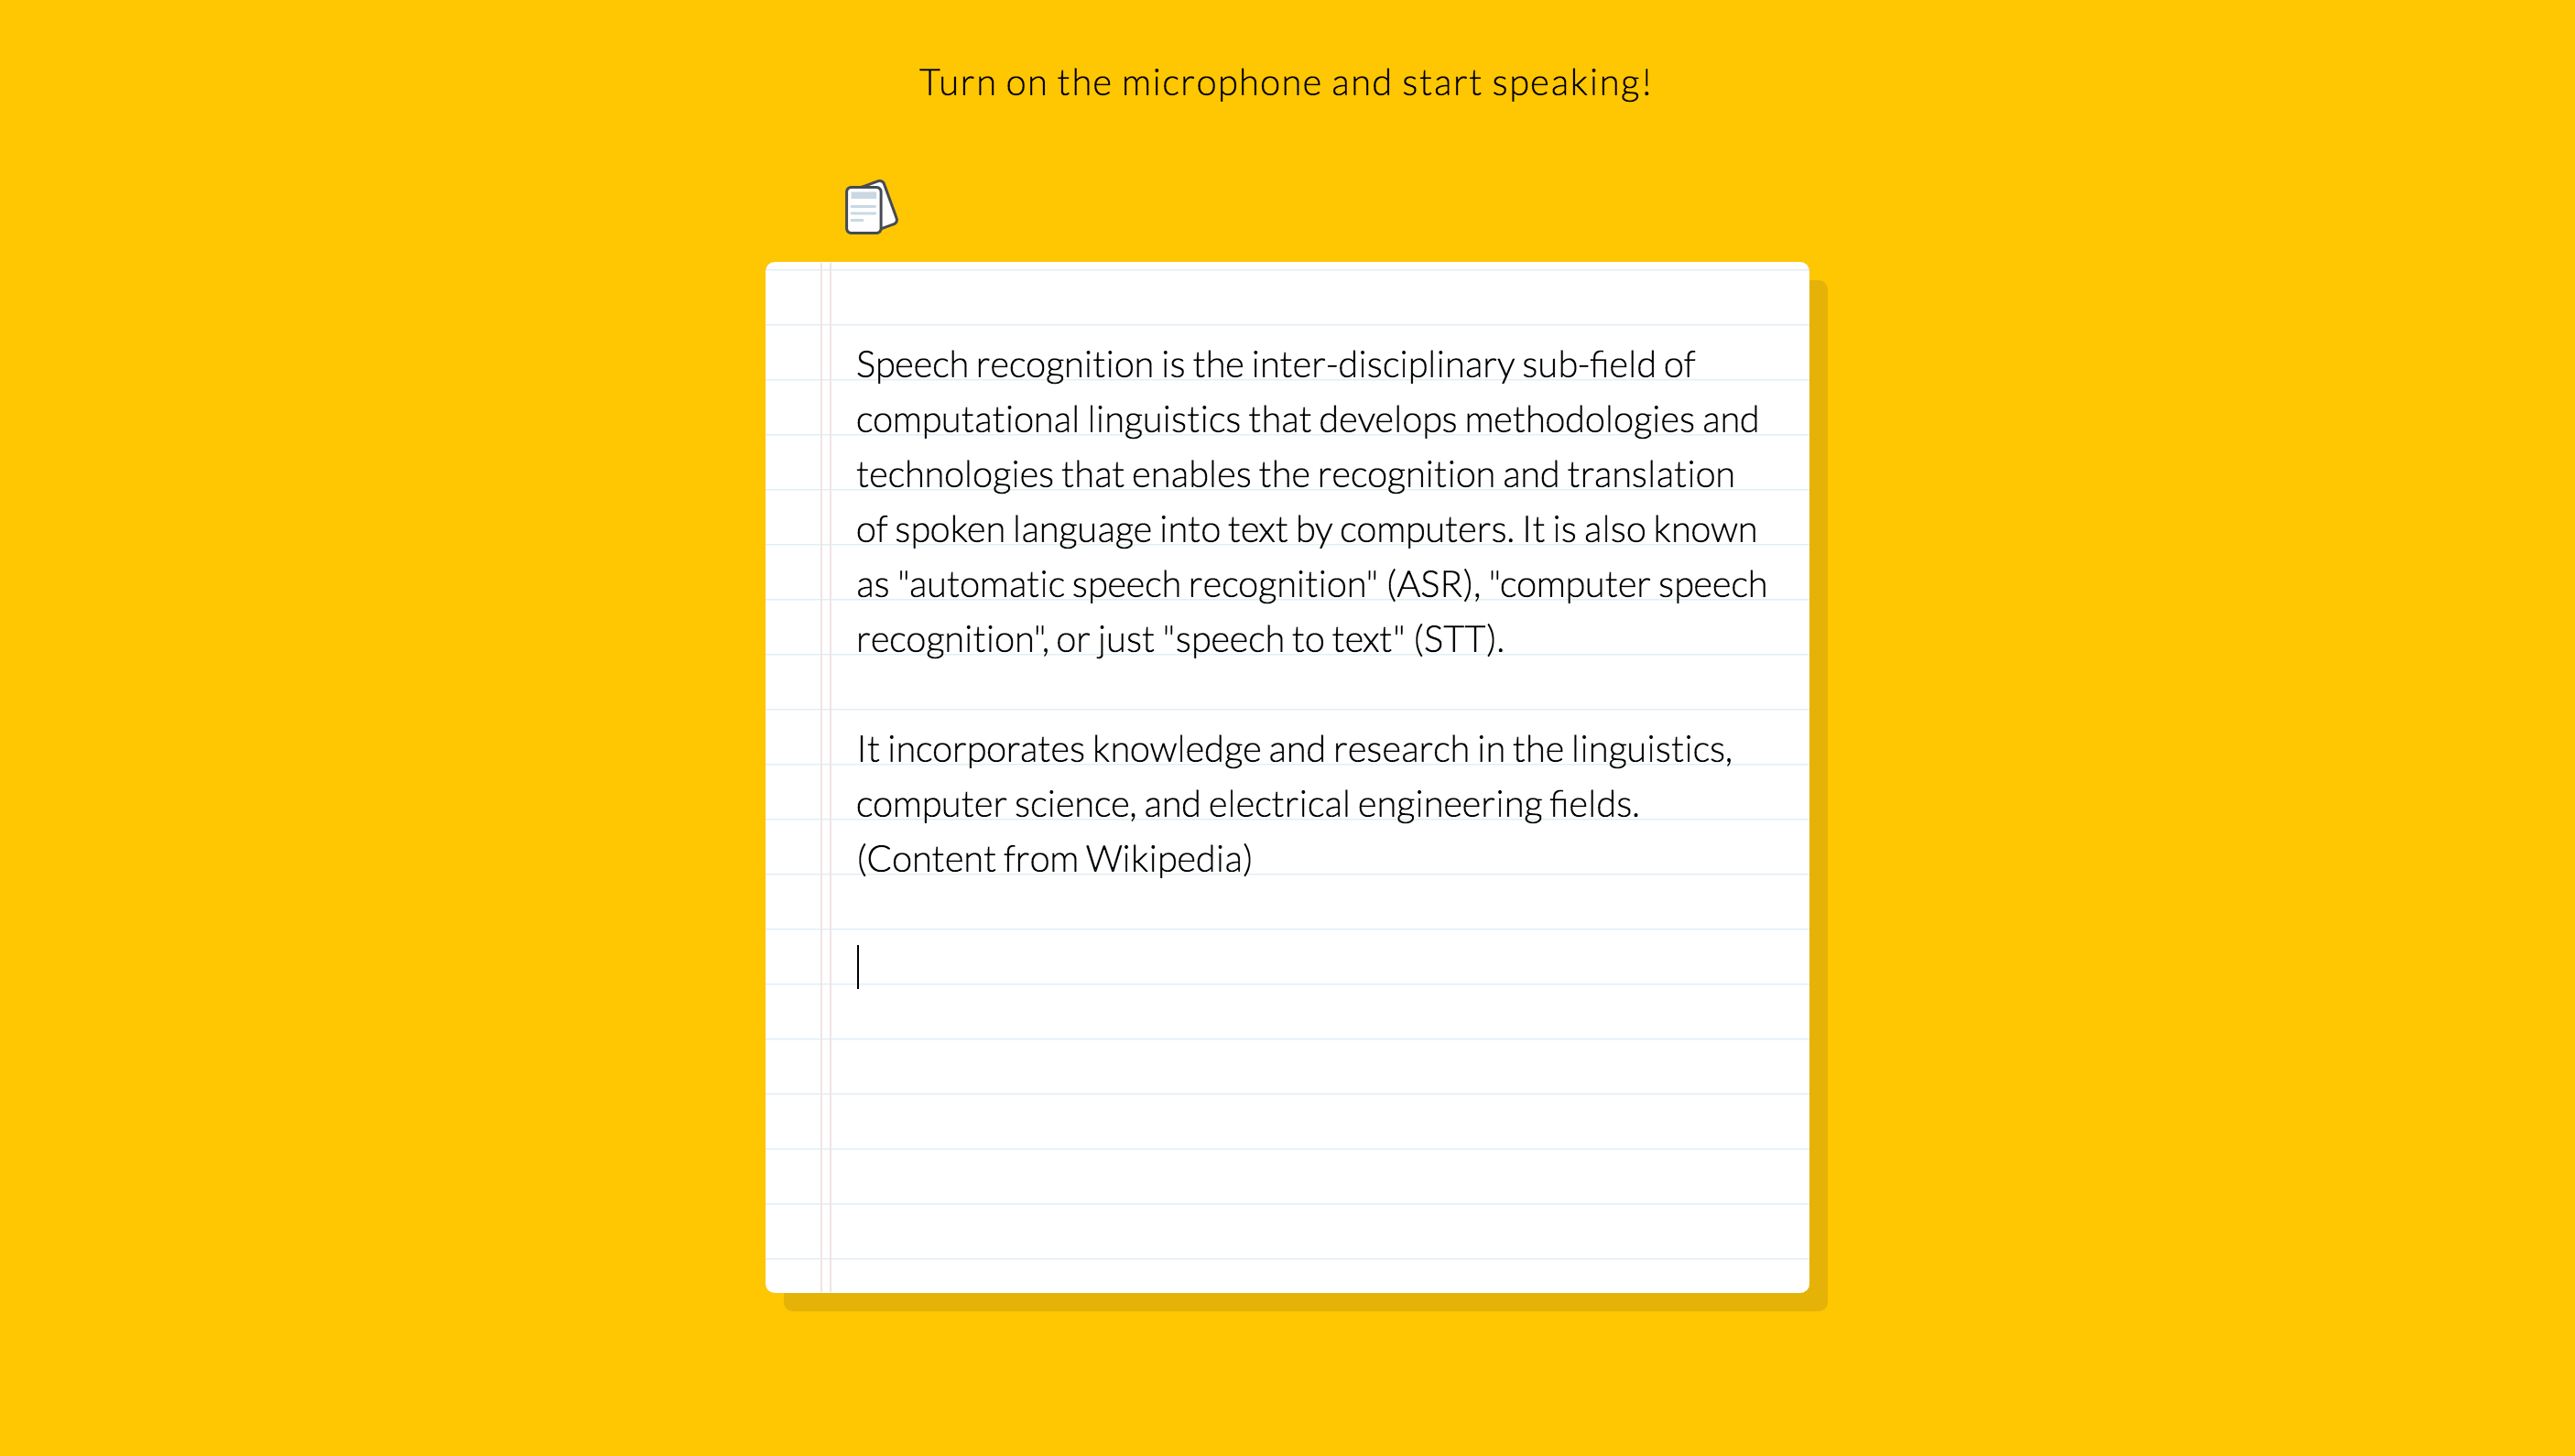 Turn on the microphone and start speaking!
Speech recognition is the inter-disciplinary sub-field of
computational linguistics that develops methodologies and
technologies that enables the recognition and translation
of spoken language into text by computers. It is also known
as "automatic speech recognition" (ASR), "computer speech
recognition", or just "speech to text" (STT).
It incorporates knowledge and research in the linguistics,
computer science, and electrical engineering fields.
(Content from Wikipedia)